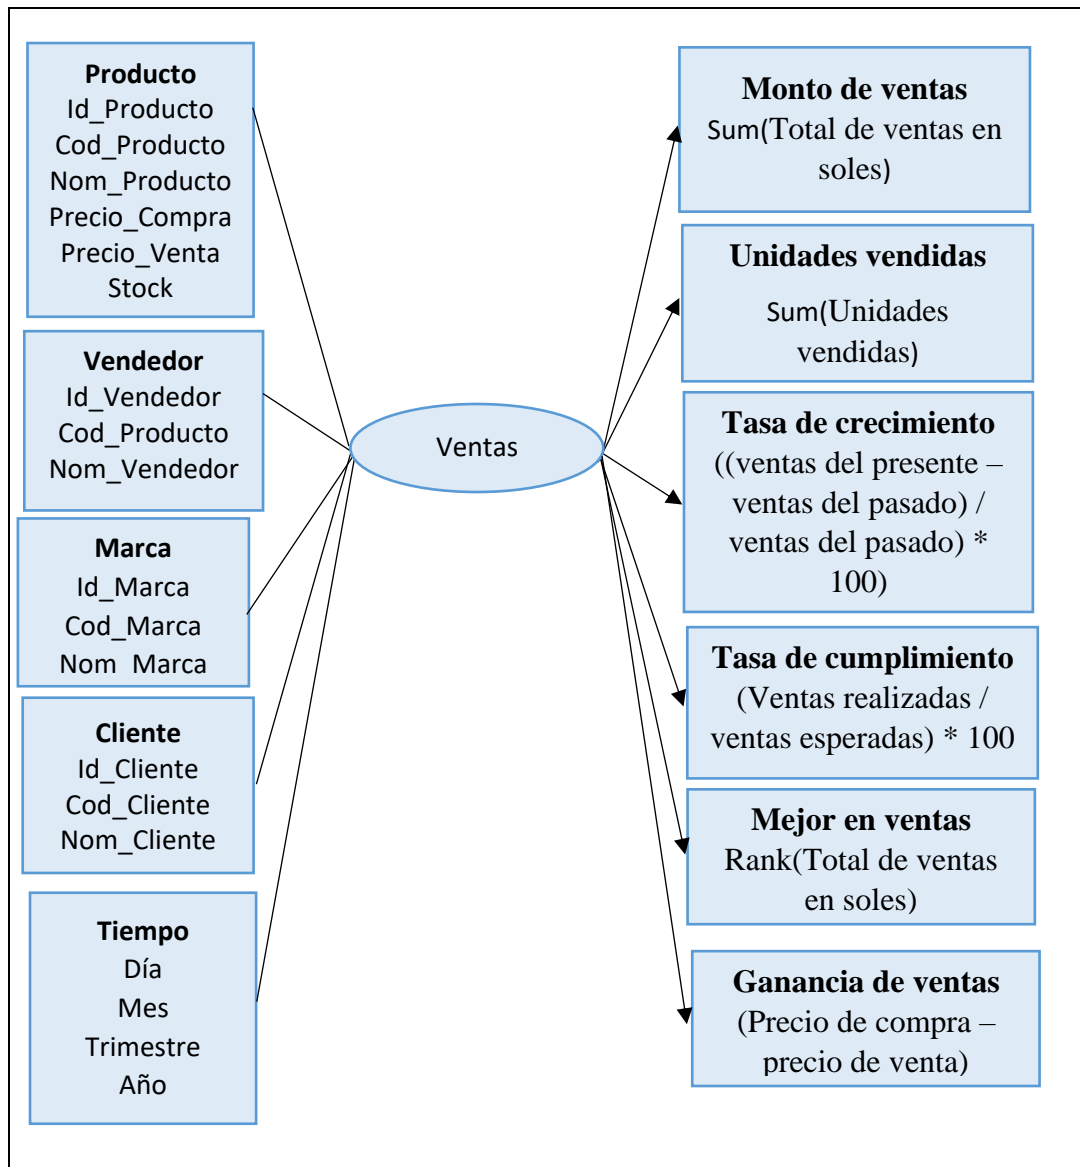 Producto
Id_Producto
Cod_Producto
Nom_Producto
Precio_Compra
Precio_Venta
Stock
Vendedor
Id_Vendedor
Cod_Producto
Nom_Vendedor
Marca
Id_Marca
Cod_Marca
Nom Marca
Cliente
Id_Cliente
Cod_Cliente
Nom_Cliente
Tiempo
Día
Mes
Trimestre
Año
Ventas
Monto de ventas
Sum(Total de ventas en
soles)
Unidades vendidas
Sum(Unidades
vendidas)
Tasa de crecimiento
((ventas del presente –
ventas del pasado) /
ventas del pasado) *
100)
Tasa de cumplimiento
(Ventas realizadas /
ventas esperadas) * 100
Mejor en ventas
Rank(Total de ventas
en soles)
Ganancia de ventas
(Precio de compra –
precio de venta)